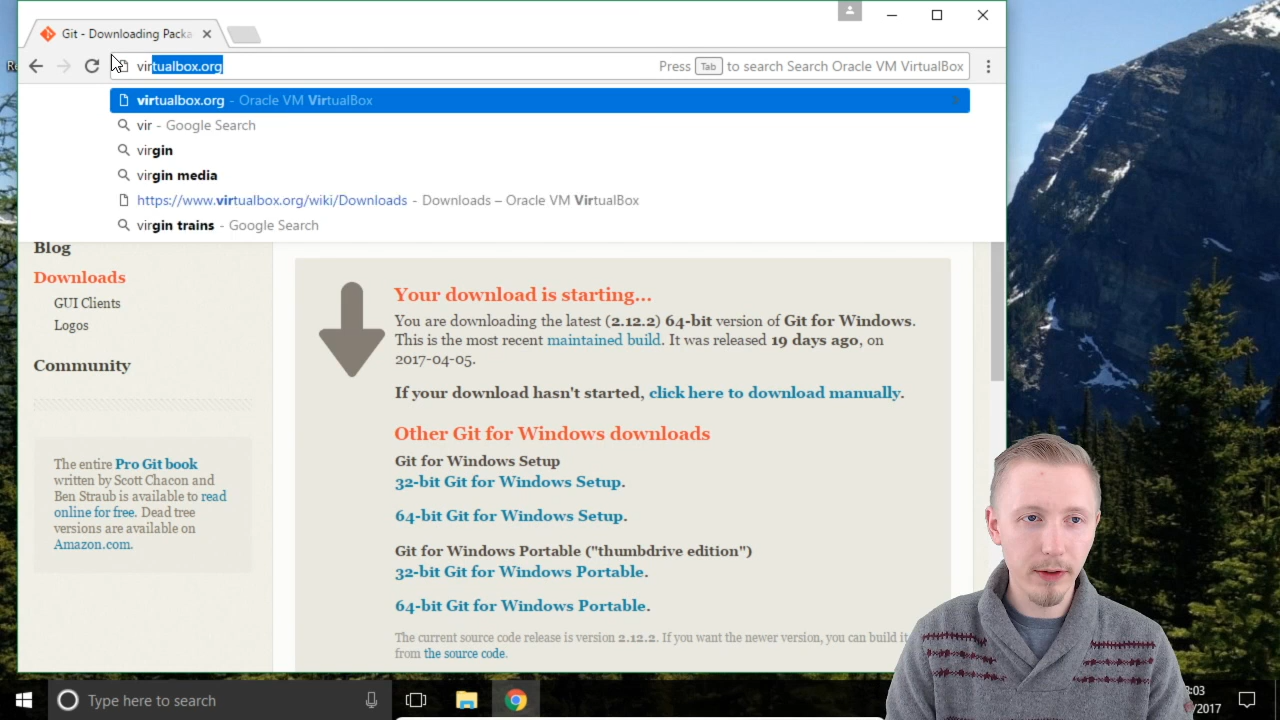 Git - Downloading Packa
virtualbox.org
Press Tab to search Search Oracle VM VirtualBox
virtualbox.org - Oracle VM VirtualBox
vir - Google Search
virgin
virgin media
https://www.virtualbox.org/wiki/Downloads - Downloads – Oracle VM VirtualBox
virgin trains - Google Search
Blog
Downloads
GUI Clients
Logos
Community
The entire Pro Git book
written by Scott Chacon and
Ben Straub is available to read
online for free. Dead tree
versions are available on
Amazon.com.
Your download is starting...
You are downloading the latest (2.12.2) 64-bit version of Git for Windows.
This is the most recent maintained build. It was released 19 days ago, on
2017-04-05.
If your download hasn't started, click here to download manually.
Other Git for Windows downloads
Git for Windows Setup
32-bit Git for Windows Setup.
64-bit Git for Windows Setup.
Git for Windows Portable ("thumbdrive edition")
32-bit Git for Windows Portable.
64-bit Git for Windows Portable.
The current source code release is version 2.12.2. If you want the newer version, you can build it
from the source code.
Type here to search
:03
/2017